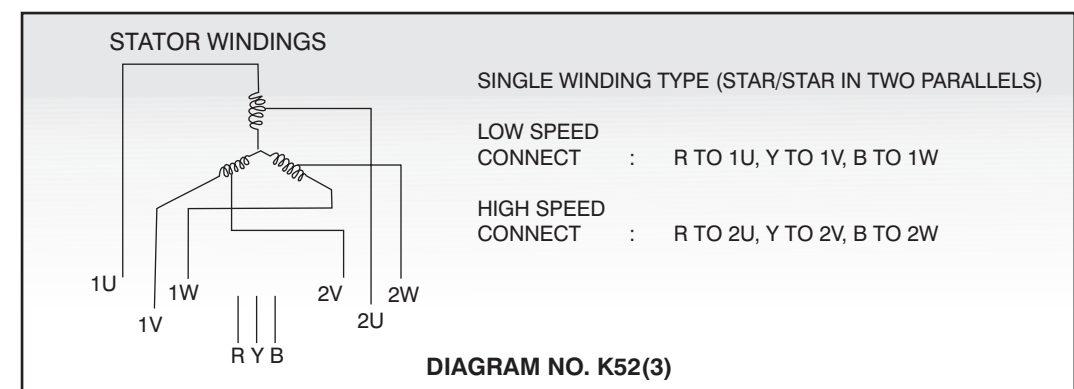 STATOR WINDINGS
SINGLE WINDING TYPE (STAR/STAR IN TWO PARALLELS)
LOW SPEED
CONNECT : R TO 1U, Y TO 1V, B TO 1W
HIGH SPEED
CONNECT : R TO 2U, Y TO 2V, B TO 2W
1U
1W
2V
2W
1V
2U
R Y B
DIAGRAM NO. K52(3)